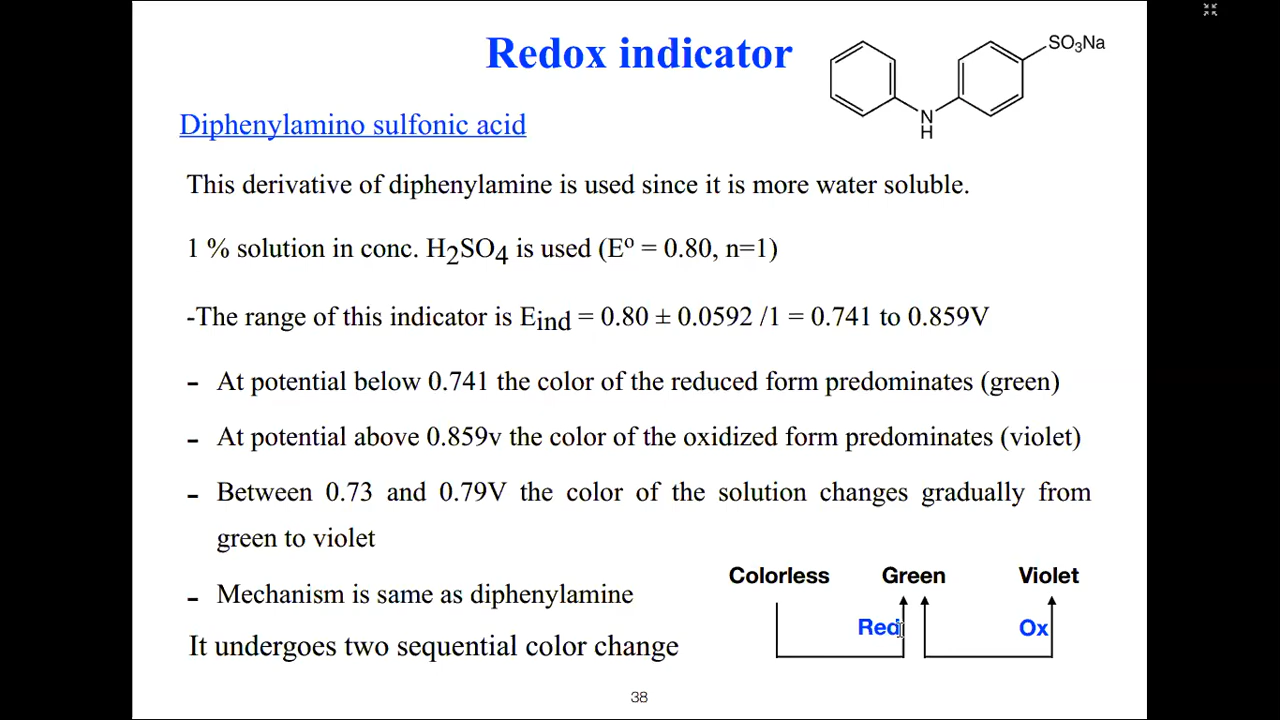 Redox indicator
SO3Na
N
H
Diphenylamino sulfonic acid
This derivative of diphenylamine is used since it is more water soluble.
1 % solution in conc. H2SO4 is used (Eº = 0.80, n=1)
-The range of this indicator is Eind = 0.80 ± 0.0592 /1 = 0.741 to 0.859V
- At potential below 0.741 the color of the reduced form predominates (green)
- At potential above 0.859v the color of the oxidized form predominates (violet)
- Between 0.73 and 0.79V the color of the solution changes gradually from
green to violet
- Mechanism is same as diphenylamine
It undergoes two sequential color change
Colorless Green Violet
Red Ox
38